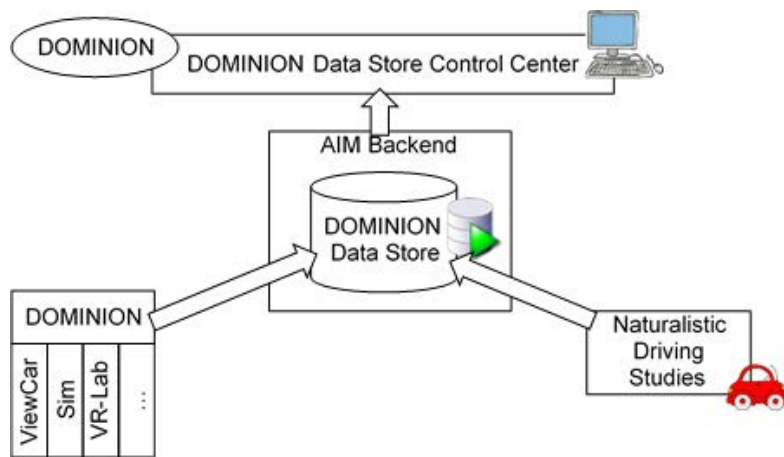 DOMINION
DOMINION Data Store Control Center
AIM Backend
DOMINION
Data Store
DOMINION
ViewCar
Sim
VR-Lab
...
Naturalistic
Driving
Studies